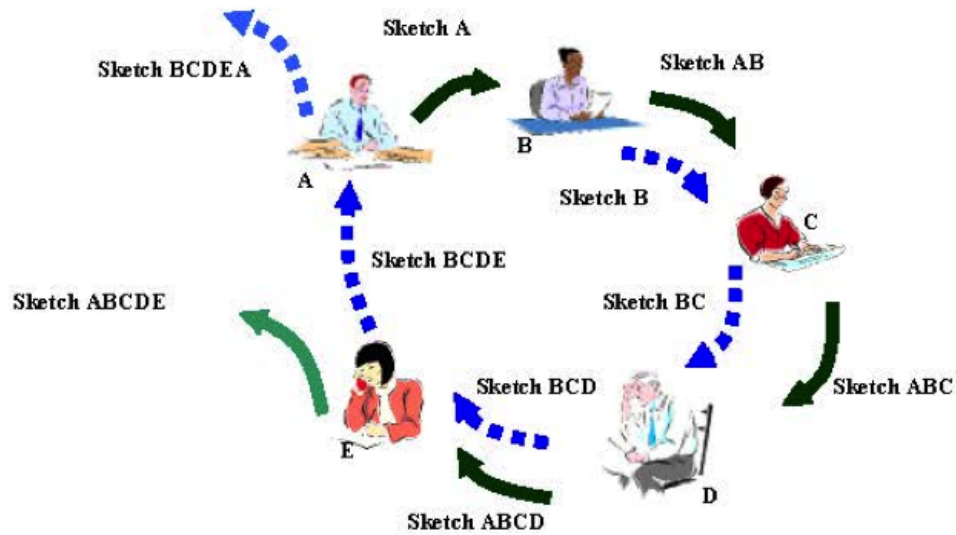 Sketch A
Sketch AB
Sketch BCDEA
B
A
Sketch B
C
Sketch BCDE
Sketch ABCDE
Sketch BC
Sketch BCD
Sketch ABC
E
D
Sketch ABCD